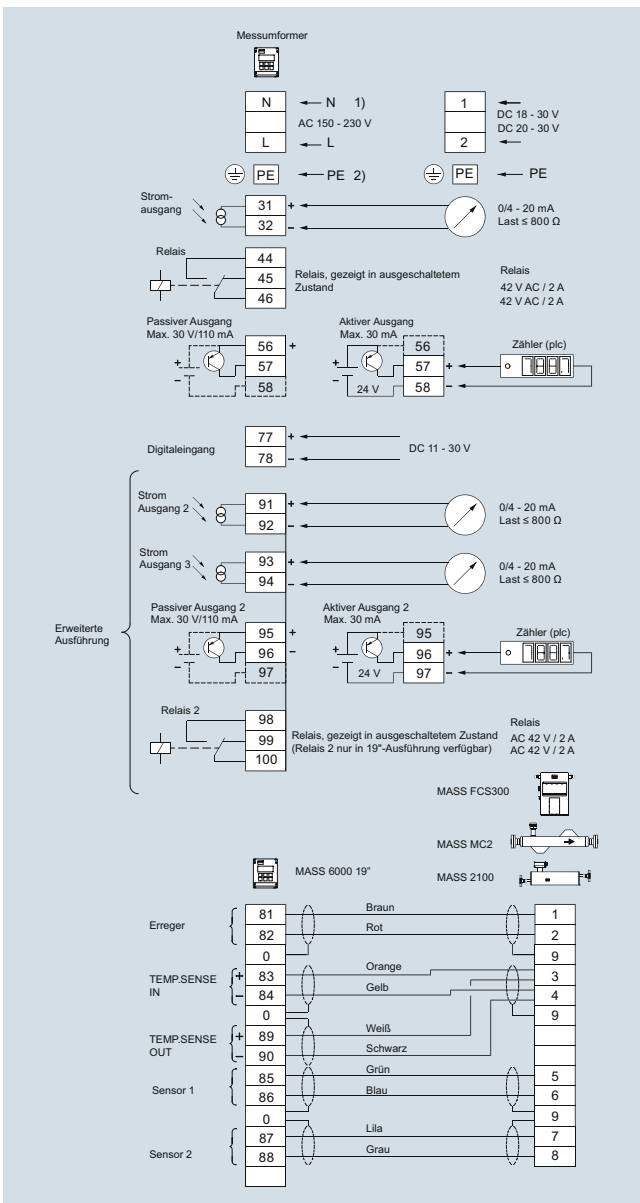 Messumformer
N
N 1)
AC 150 - 230 V
L
L
PE
PE 2)
1
DC 18 - 30 V
DC 20 - 30 V
2
PE
PE
Strom-
ausgang
31 +
32 -
0/4 - 20 mA
Last ≤ 800 Ω
Relais
44
45
46
Relais, gezeigt in ausgeschaltetem
Zustand
Relais
42 V AC / 2 A
42 V AC / 2 A
Passiver Ausgang
Max. 30 V/110 mA
+
-
56 +
57
58
Aktiver Ausgang
Max. 30 mA
+
-
24 V
56
57 +
58 -
Zähler (plc)
Digitaleingang
77 +
78 -
DC 11 - 30 V
Erweiterte
Ausführung
Strom
Ausgang 2
91 +
92 -
0/4 - 20 mA
Last ≤ 800 Ω
Strom
Ausgang 3
93 +
94 -
0/4 - 20 mA
Last ≤ 800 Ω
Passiver Ausgang 2
Max. 30 V/110 mA
+
-
95 +
96 -
97
Aktiver Ausgang 2
Max. 30 mA
+
-
24 V
95
96 +
97 -
Zähler (plc)
Relais 2
98
99
100
Relais, gezeigt in ausgeschaltetem Zustand
(Relais 2 nur in 19"-Ausführung verfügbar)
Relais
AC 42 V / 2 A
AC 42 V / 2 A
MASS FCS300
MASS MC2
MASS 2100
MASS 6000 19"
Erreger
81 Braun 1
82 Rot 2
0 9
TEMP.SENSE
IN
+ 83 Orange 3
- 84 Gelb 4
0 9
TEMP.SENSE
OUT
+ 89 Weiß
- 90 Schwarz
Sensor 1
85 Grün 5
86 Blau 6
0 9
Sensor 2
87 Lila 7
88 Grau 8